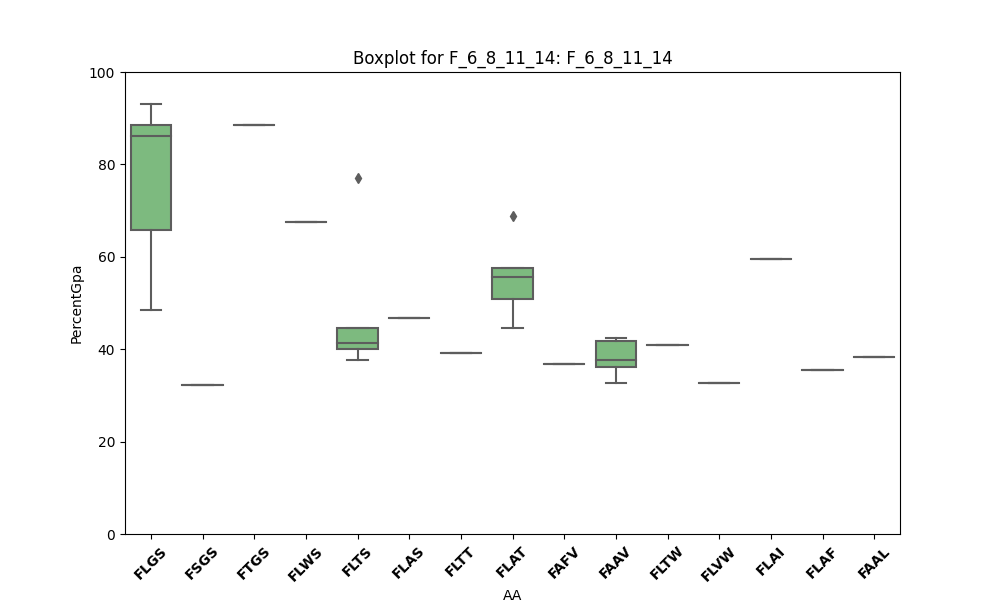 Boxplot for F_6_8_11_14: F_6_8_11_14
100
80
60
40
20
0
PercentGpa
FLGS FSGS FTGS FLWS FLTS FLAS FLTT FLAT FAFV FAAV FLTW FLVW FLAI FLAF FAAL
AA